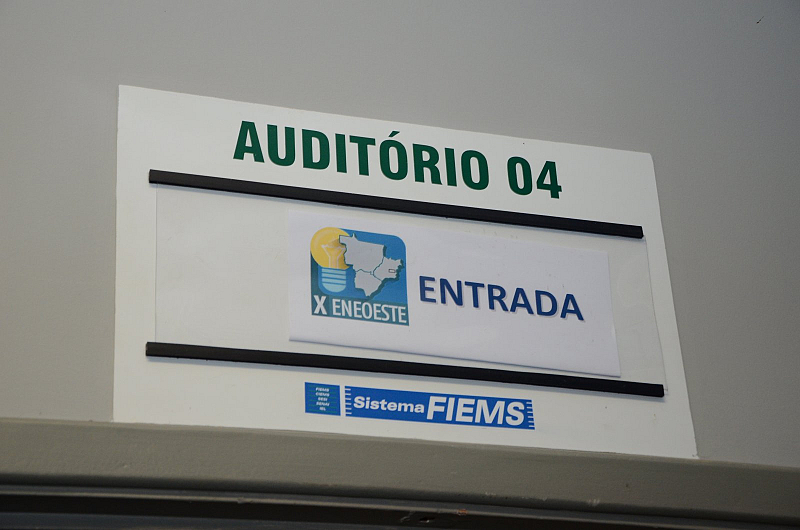 AUDITÓRIO 04
X ENEOESTE
ENTRADA
Sistema FIEMS